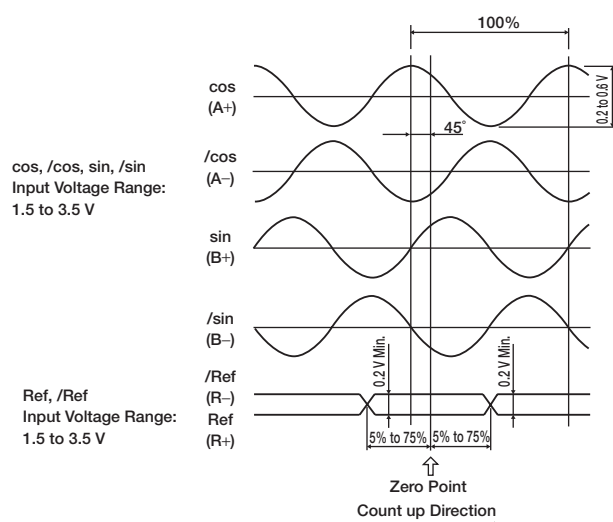 100%
cos
(A+)
0.2 to 0.6 V
45°
/cos
(A−)
cos, /cos, sin, /sin
Input Voltage Range:
1.5 to 3.5 V
sin
(B+)
/sin
(B−)
/Ref
(R−)
Ref
(R+)
0.2 V Min.
0.2 V Min.
Ref, /Ref
Input Voltage Range:
1.5 to 3.5 V
5% to 75%
5% to 75%
Zero Point
Count up Direction